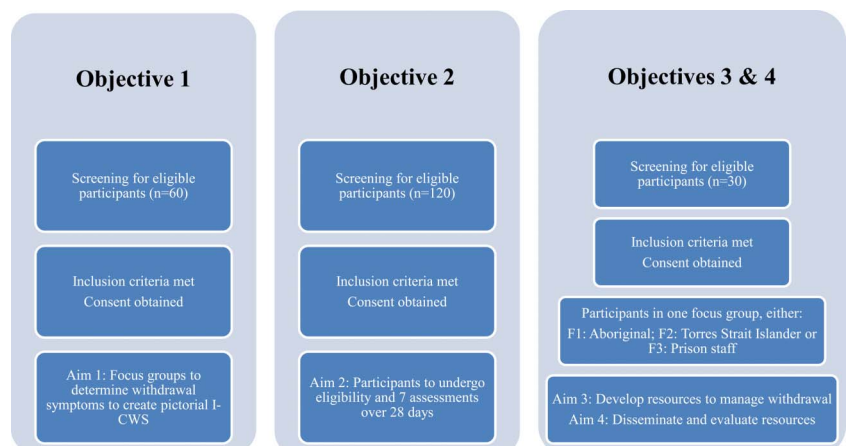 Objective 1
Screening for eligible
participants (n=60)
Inclusion criteria met
Consent obtained
Aim 1: Focus groups to
determine withdrawal
symptoms to create pictorial I-
CWS
Objective 2
Screening for eligible
participants (n=120)
Inclusion criteria met
Consent obtained
Aim 2: Participants to undergo
eligibility and 7 assessments
over 28 days
Objectives 3 & 4
Screening for eligible
participants (n=30)
Inclusion criteria met
Consent obtained
Participants in one focus group, either:
F1: Aboriginal; F2: Torres Strait Islander or
F3: Prison staff
Aim 3: Develop resources to manage withdrawal
Aim 4: Disseminate and evaluate resources